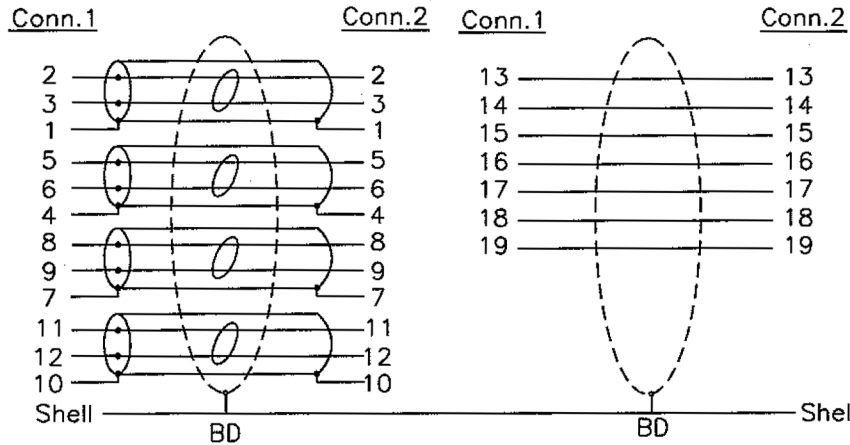 Conn.1 Conn.2 Conn.1 Conn.2
2 2 13 13
3 3 14 14
1 1 15 15
5 5 16 16
6 6 17 17
4 4 18 18
8 8 19 19
9 9
7 7
11 11
12 12
10 10
Shell BD BD Shel